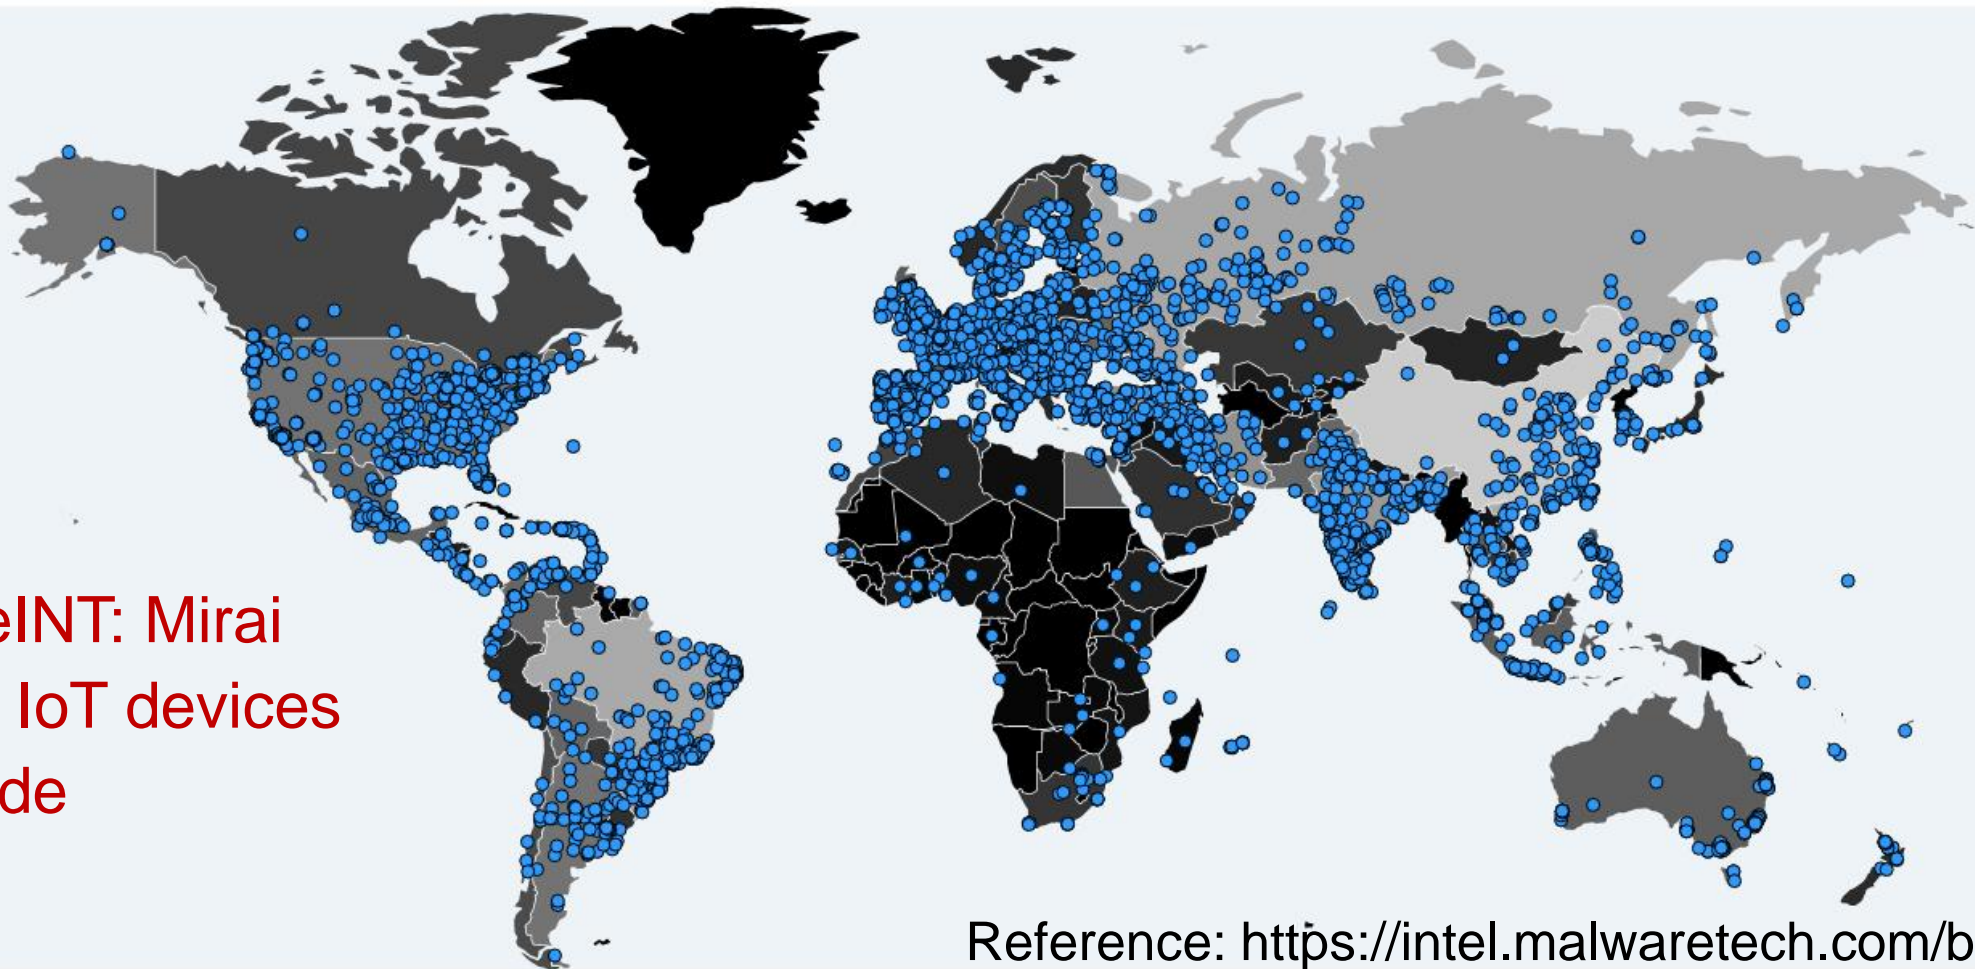 eINT: Mirai
IoT devices
de
Reference: https://intel.malwaretech.com/b